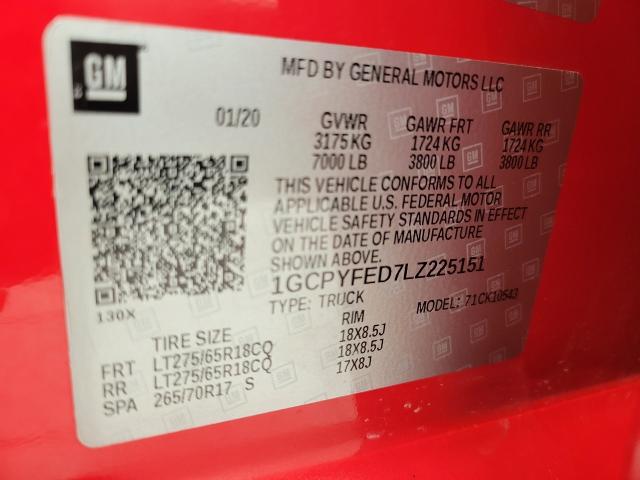 GM
MFD BY GENERAL MOTORS LLC
01/20
GVWR GAWR FRT GAWR RR
3175 KG 1724 KG 1724 KG
7000 LB 3800 LB 3800 LB
THIS VEHICLE CONFORMS TO ALL
APPLICABLE U.S. FEDERAL MOTOR
VEHICLE SAFETY STANDARDS IN EFFECT
ON THE DATE OF MANUFACTURE
SHOWN ABOVE.
1GCPYFED7LZ225151
130X
TYPE: TRUCK MODEL: 71CK10543
TIRE SIZE RIM
FRT LT275/65R18CQ 18X8.5J
RR LT275/65R18CQ 18X8.5J
SPA 265/70R17 S 17X8J